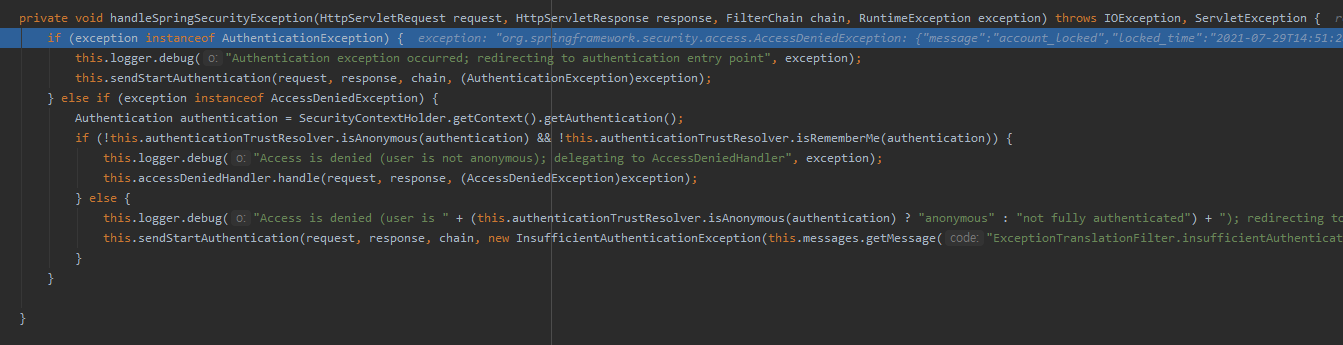 private void handleSpringSecurityException(HttpServletRequest request, HttpServletResponse response, FilterChain chain, RuntimeException exception) throws IOException, ServletException {
if (exception instanceof AuthenticationException) { exception: "org.springframework.security.access.AccessDeniedException: {"message":"account_locked","locked_time":"2021-07-29T14:51:2
this.logger.debug( o: "Authentication exception occurred; redirecting to authentication entry point", exception);
this.sendStartAuthentication(request, response, chain, (AuthenticationException)exception);
} else if (exception instanceof AccessDeniedException) {
Authentication authentication = SecurityContextHolder.getContext().getAuthentication();
if (!this.authenticationTrustResolver.isAnonymous(authentication) && !this.authenticationTrustResolver.isRememberMe(authentication)) {
this.logger.debug( o: "Access is denied (user is not anonymous); delegating to AccessDeniedHandler", exception);
this.accessDeniedHandler.handle(request, response, (AccessDeniedException)exception);
} else {
this.logger.debug( o: "Access is denied (user is " + (this.authenticationTrustResolver.isAnonymous(authentication) ? "anonymous" : "not fully authenticated") + "); redirecting to
this.sendStartAuthentication(request, response, chain, new InsufficientAuthenticationException(this.messages.getMessage( code: "ExceptionTranslationFilter.insufficientAuthenticat
}
}
}